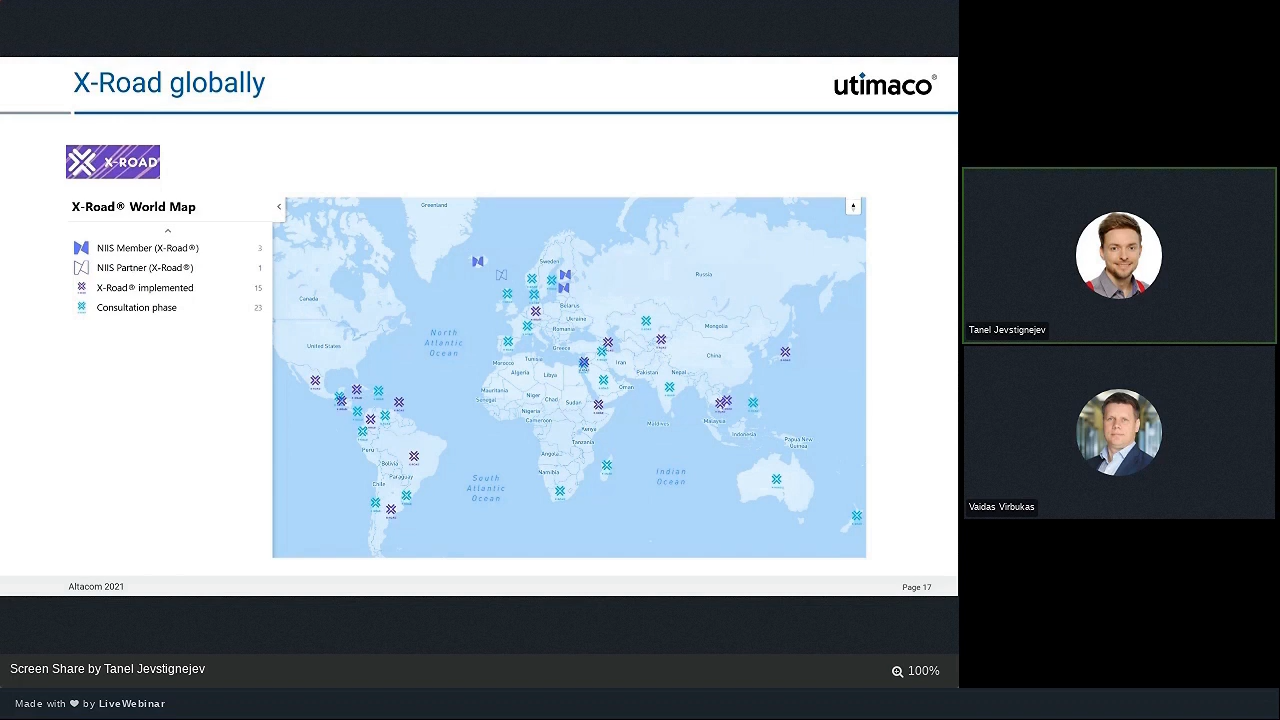 X-Road globally
utimaco®
X-ROAD
X-Road® World Map
NIIS Member (X-Road®) 3
NIIS Partner (X-Road®) 1
X-Road® implemented 15
Consultation phase 23
Greenland
Sweden
Russia
Canada
Belarus
Ukraine
Romania
Mongolia
North
Atlantic
Ocean
United States
Greece
Tunisia
Morocco
Iran
China
Algeria
Libya
Pakistan
Nepal
Oman
Mauritania
Senegal
Niger
Chad
Sudan
Nigeria
Cameroon
Kenya
Maldives
Malaysia
Indonesia
Papua New
Guinea
Tanzania
Peru
Angola
Bolivia
Namibia
Paraguay
Chile
South
Atlantic
Ocean
Indian
Ocean
Altacom 2021
Page 17
Tanel Jevstignejev
Vaidas Virbukas
Screen Share by Tanel Jevstignejev
100%
Made with by LiveWebinar